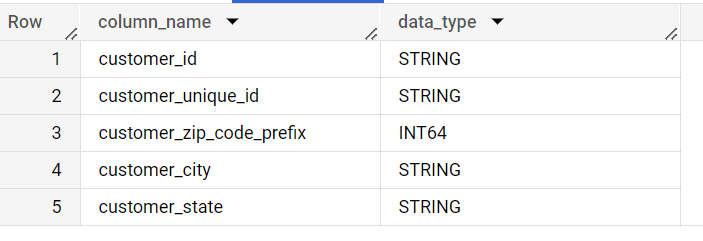 Row column_name data_type
1 customer_id STRING
2 customer_unique_id STRING
3 customer_zip_code_prefix INT64
4 customer_city STRING
5 customer_state STRING